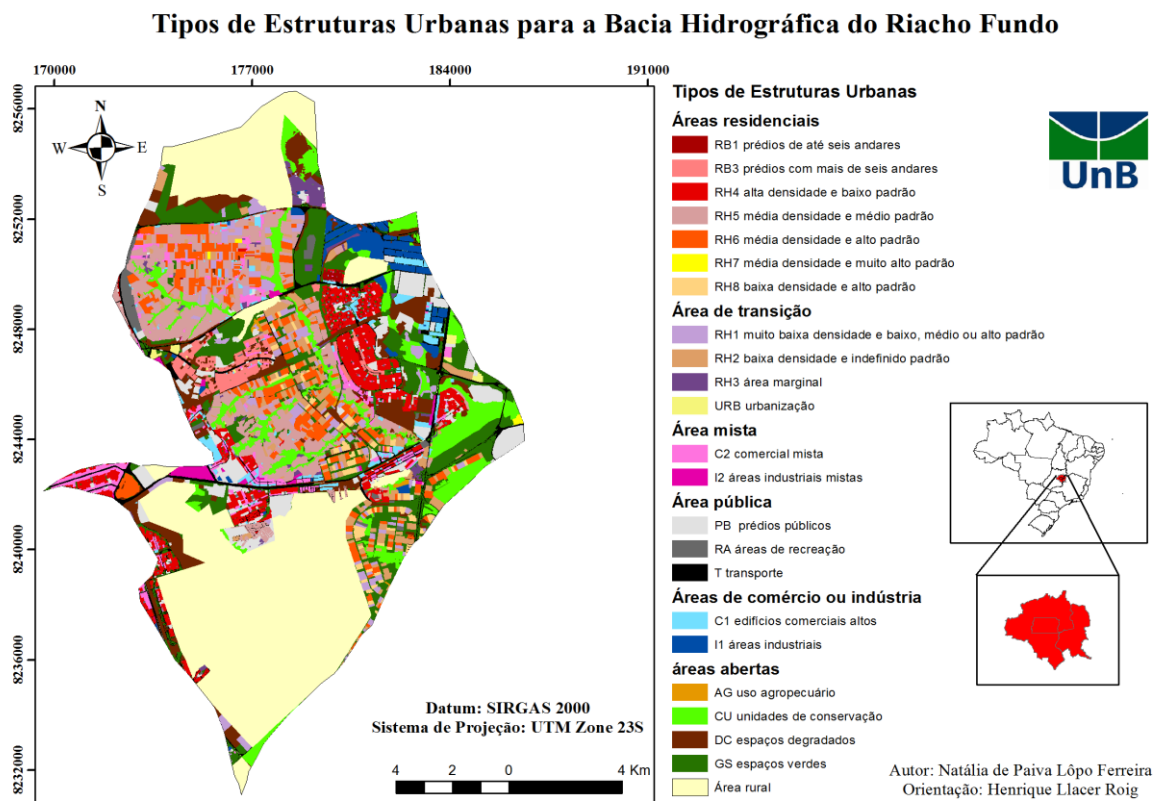 Tipos de Estruturas Urbanas para a Bacia Hidrográfica do Riacho Fundo
170000 177000 184000 191000
8256000
8252000
8248000
8244000
8240000
8236000
8232000
N
W E
S
Datum: SIRGAS 2000
Sistema de Projeção: UTM Zone 23S
4 2 0 4 Km
Tipos de Estruturas Urbanas
Áreas residenciais
RB1 prédios de até seis andares
RB3 prédios com mais de seis andares
RH4 alta densidade e baixo padrão
RH5 média densidade e médio padrão
RH6 média densidade e alto padrão
RH7 média densidade e muito alto padrão
RH8 baixa densidade e alto padrão
Área de transição
RH1 muito baixa densidade e baixo, médio ou alto padrão
RH2 baixa densidade e indefinido padrão
RH3 área marginal
URB urbanização
Área mista
C2 comercial mista
I2 áreas industriais mistas
Área pública
PB prédios públicos
RA áreas de recreação
T transporte
Áreas de comércio ou indústria
C1 edifícios comerciais altos
I1 áreas industriais
áreas abertas
AG uso agropecuário
CU unidades de conservação
DC espaços degradados
GS espaços verdes
Área rural
UnB
Autor: Natália de Paiva Lôpo Ferreira
Orientação: Henrique Llacer Roig